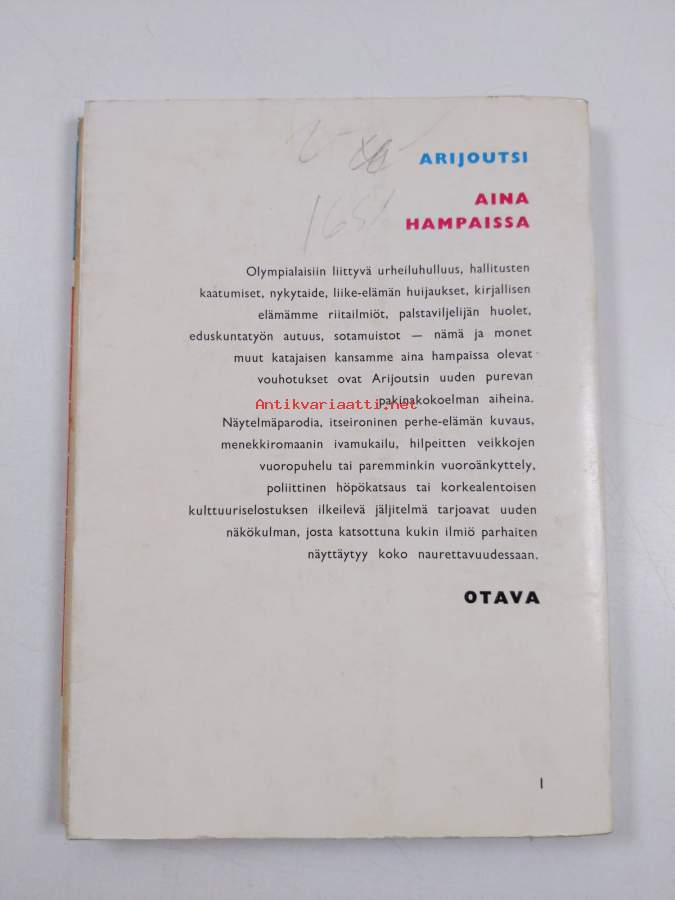 ARIJOUTSI
AINA
HAMPAISSA
Olympialaisiin liittyvä urheiluhulluus, hallitusten
kaatumiset, nykytaide, liike-elämän huijaukset, kirjallisen
elämämme riitailmiöt, palstaviljelijän huolet,
eduskuntatyön autuus, sotamuistot — nämä ja monet
muut katajaisen kansamme aina hampaissa olevat
vouhotukset ovat Arijoutsin uuden purevan
pakinakokoelman aiheina.
Antikvariaatti.net
Näytelmäparodia, itseironinen perhe-elämän kuvaus,
menekkiromaanin ivamukailu, hilpeitten veikkojen
vuoropuhelu tai paremminkin vuoroänkyttely,
poliittinen höpökatsaus tai korkealentoisen
kulttuuriselostuksen ilkeilevä jäljitelmä tarjoavat uuden
näkökulman, josta katsottuna kukin ilmiö parhaiten
näyttäytyy koko naurettavuudessaan.
OTAVA
I